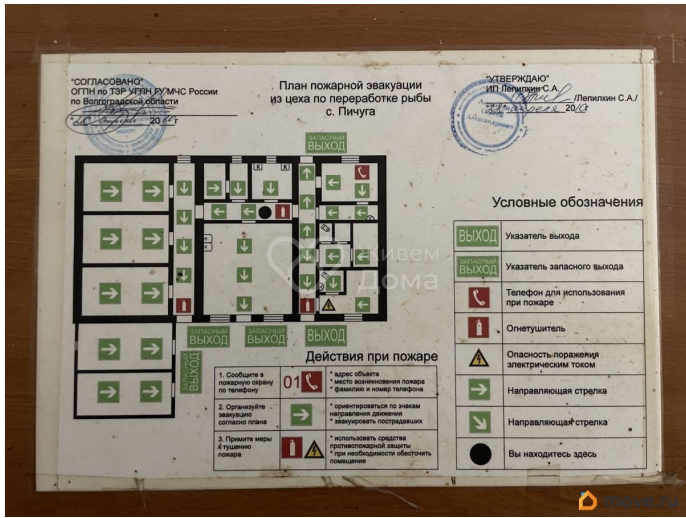 "СОГЛАСОВАНО"
ОГПН по ТЗР УГПН ГУ МЧС России
по Волгоградской области
20 г
План пожарной эвакуации
из цеха по переработке рыбы
с. Пичуга
"УТВЕРЖДАЮ"
ИП Лепилкин С.А.
/Лепилкин С.А./
апреля 20
ЗАПАСНЫЙ
ВЫХОД
K
K
Живем
Дома
ЗАПАСНЫЙ
ВЫХОД
ЗАПАСНЫЙ
ВЫХОД
ВЫХОД
ЗАПАСНЫЙ
ВЫХОД
Условные обозначения
ВЫХОД
Указатель выхода
ЗАПАСНЫЙ
ВЫХОД
Указатель запасного выхода
Телефон для использования
при пожаре
Огнетушитель
Опасность поражения
электрическим током
Направляющая стрелка
Направляющая стрелка
Вы находитесь здесь
Действия при пожаре
1. Сообщите в
пожарную охрану
по телефону
01
* адрес объекта
* место возникновения пожара
* фамилию и номер телефона
2. Организуйте
эвакуацию
согласно плана
* ориентироваться по знакам
направления движения
* эвакуировать пострадавших
3. Примите меры
к тушению
пожара
* использовать средства
противопожарной защиты
* при необходимости обесточить
помещение